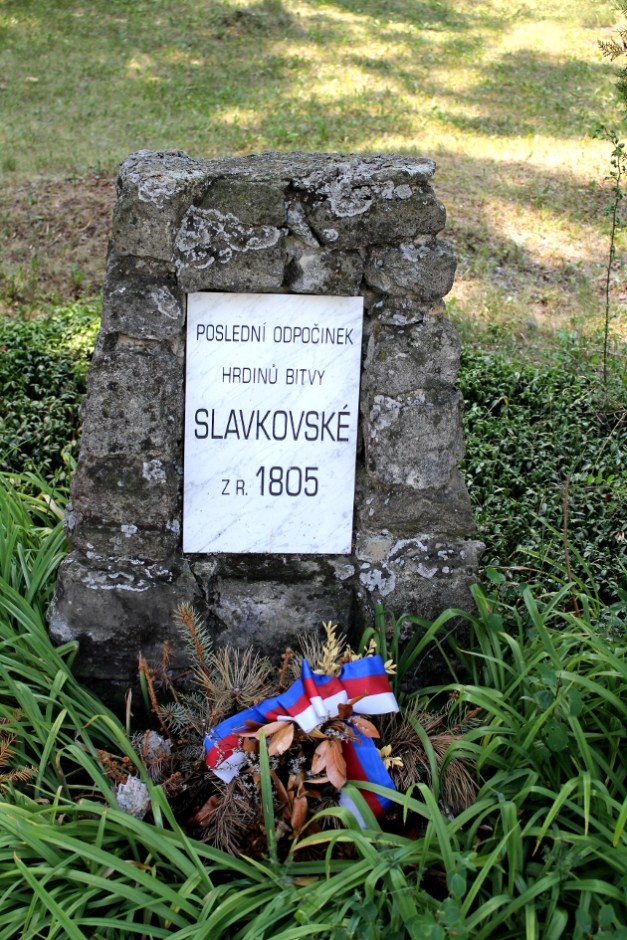 POSLEDNÍ ODPOČINEK
HRDINŮ BITVY
SLAVKOVSKÉ
Z R. 1805